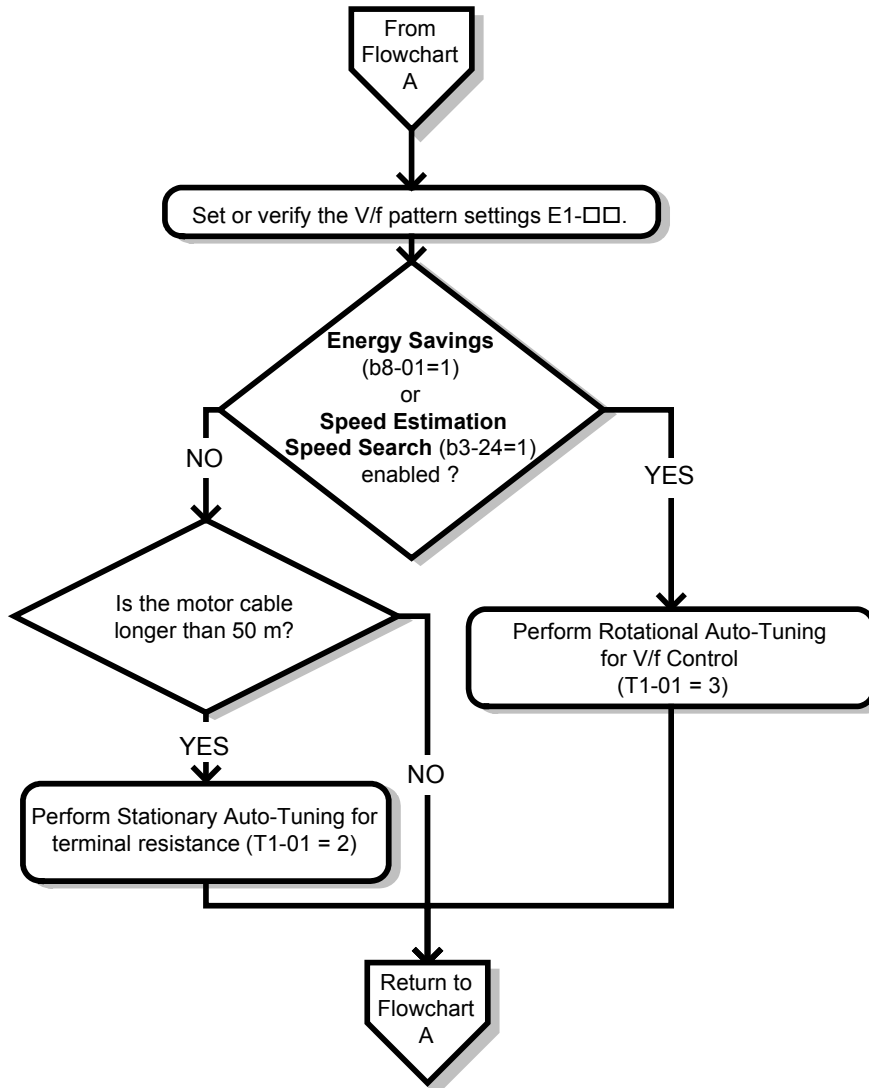 From
Flowchart
A
Set or verify the V/f pattern settings E1-□□.
Energy Savings
(b8-01=1)
or
Speed Estimation
Speed Search (b3-24=1)
enabled ?
NO
YES
Is the motor cable
longer than 50 m?
Perform Rotational Auto-Tuning
for V/f Control
(T1-01 = 3)
YES
NO
Perform Stationary Auto-Tuning for
terminal resistance (T1-01 = 2)
Return to
Flowchart
A